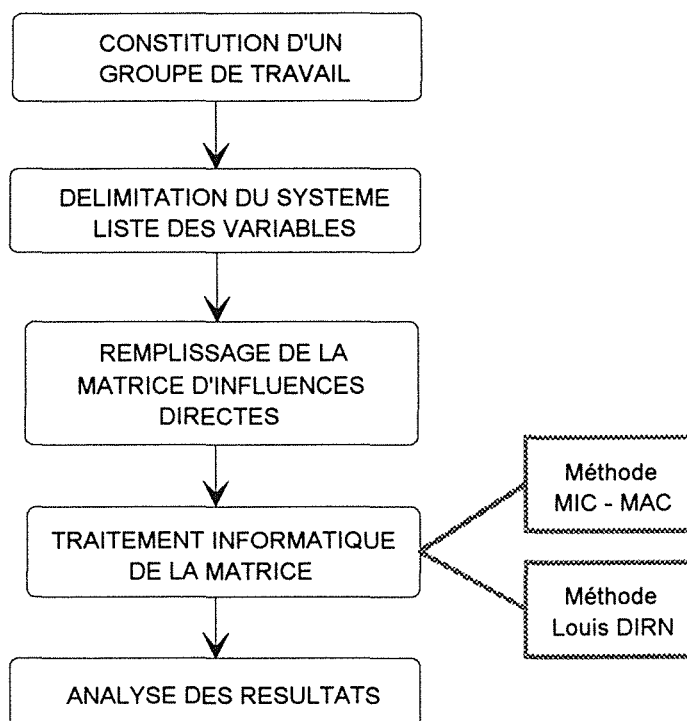 CONSTITUTION D'UN
GROUPE DE TRAVAIL
DELIMITATION DU SYSTEME
LISTE DES VARIABLES
REMPLISSAGE DE LA
MATRICE D'INFLUENCES
DIRECTES
TRAITEMENT INFORMATIQUE
DE LA MATRICE
Méthode
MIC - MAC
Méthode
Louis DIRN
ANALYSE DES RESULTATS